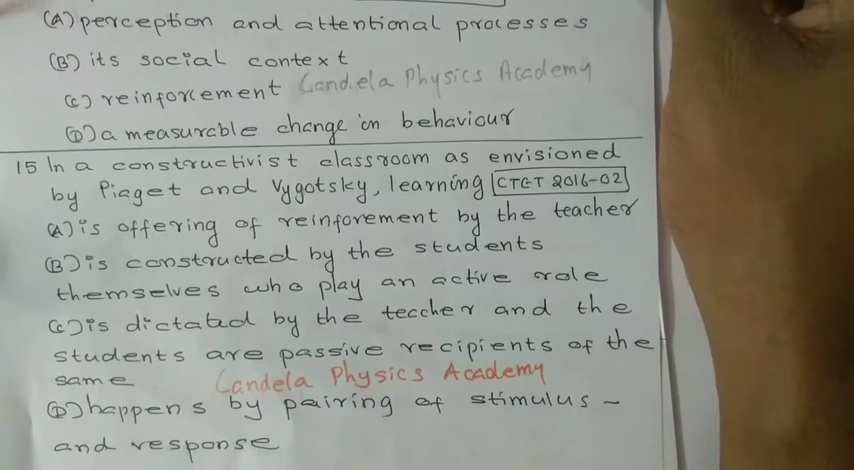 (A) perception and attentional processes
(B) its social context
(C) reinforcement Candela Physics Academy
(D) a measurable change in behaviour
15 In a constructivist classroom as envisioned
by Piaget and Vygotsky, learning [CTET 2016-02]
(A) is offering of reinforement by the teacher
(B) is constructed by the students
themselves who play an active role
(C) is dictated by the teccher and the
students are passive recipients of the
same Candela Physics Academy
(D) happens by pairing of stimulus -
and response